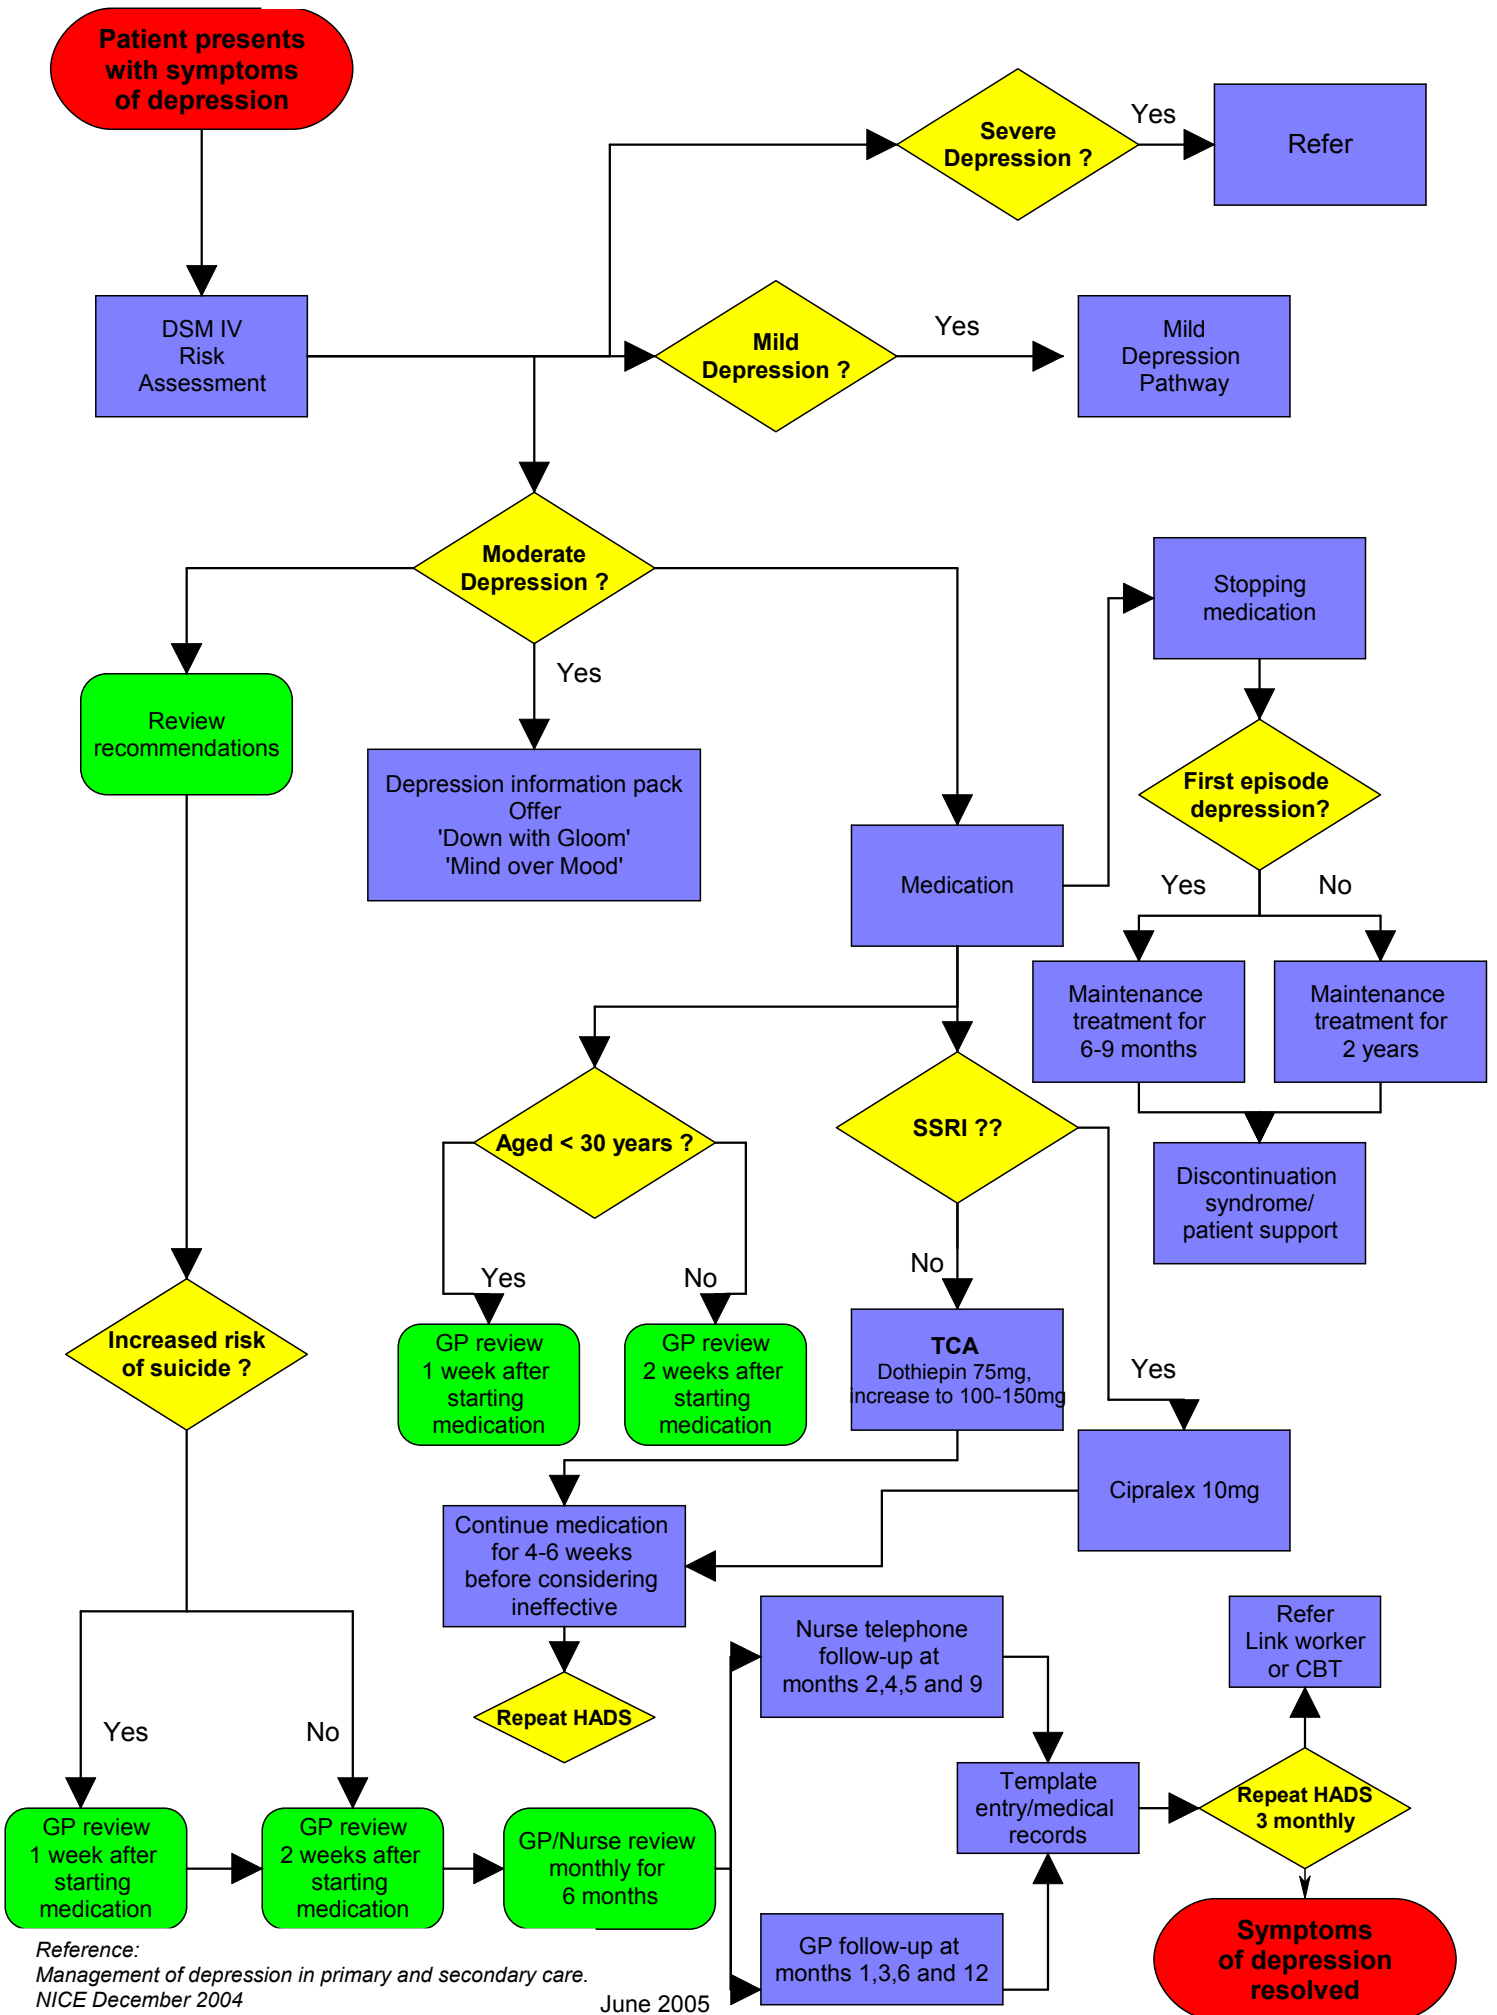 Patient presents
with symptoms
of depression
Severe
Depression ?
Yes
Refer
DSM IV
Risk
Assessment
Mild
Depression ?
Yes
Mild
Depression
Pathway
Moderate
Depression ?
Yes
Review
recommendations
Depression information pack
Offer
'Down with Gloom'
'Mind over Mood'
Medication
Stopping
medication
First episode
depression?
Yes
No
Maintenance
treatment for
6-9 months
Maintenance
treatment for
2 years
Discontinuation
syndrome/
patient support
Aged < 30 years ?
Yes
No
GP review
1 week after
starting
medication
GP review
2 weeks after
starting
medication
SSRI ??
No
Yes
TCA
Dothiepin 75mg,
increase to 100-150mg
Cipralex 10mg
Continue medication
for 4-6 weeks
before considering
ineffective
Repeat HADS
Increased risk
of suicide ?
Yes
No
GP review
1 week after
starting
medication
GP review
2 weeks after
starting
medication
GP/Nurse review
monthly for
6 months
Nurse telephone
follow-up at
months 2,4,5 and 9
GP follow-up at
months 1,3,6 and 12
Template
entry/medical
records
Refer
Link worker
or CBT
Repeat HADS
3 monthly
Symptoms
of depression
resolved
Reference:
Management of depression in primary and secondary care.
NICE December 2004
June 2005